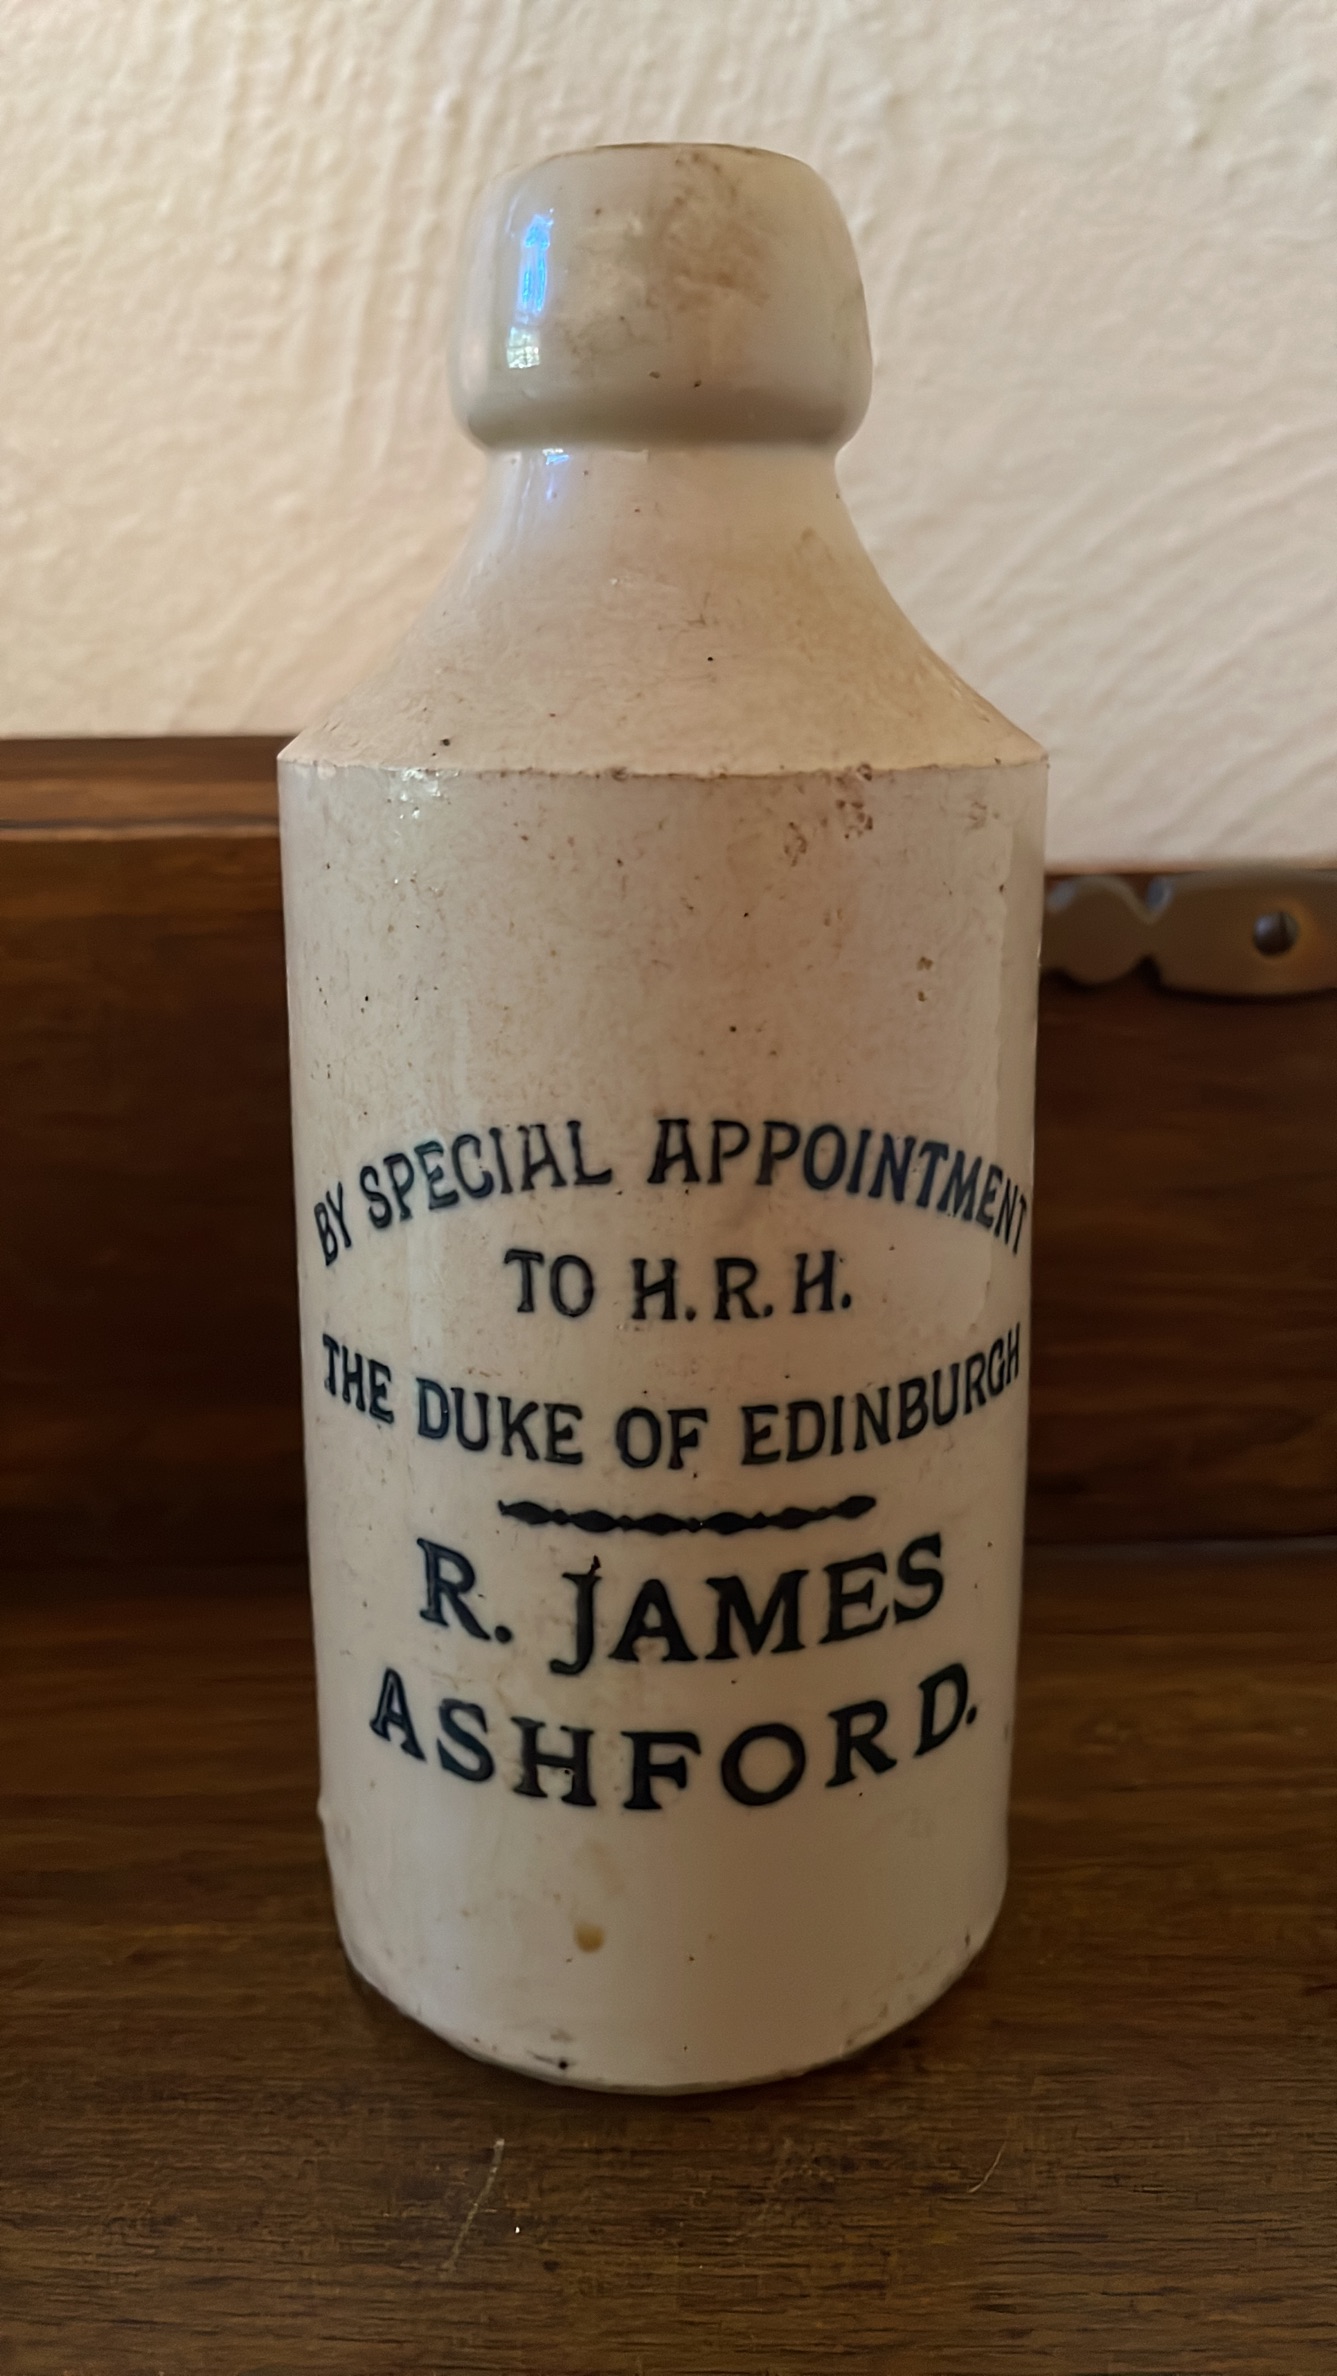 BY SPECIAL APPOINTMENT
TO H.R.H.
THE DUKE OF EDINBURGH
R. JAMES
ASHFORD.